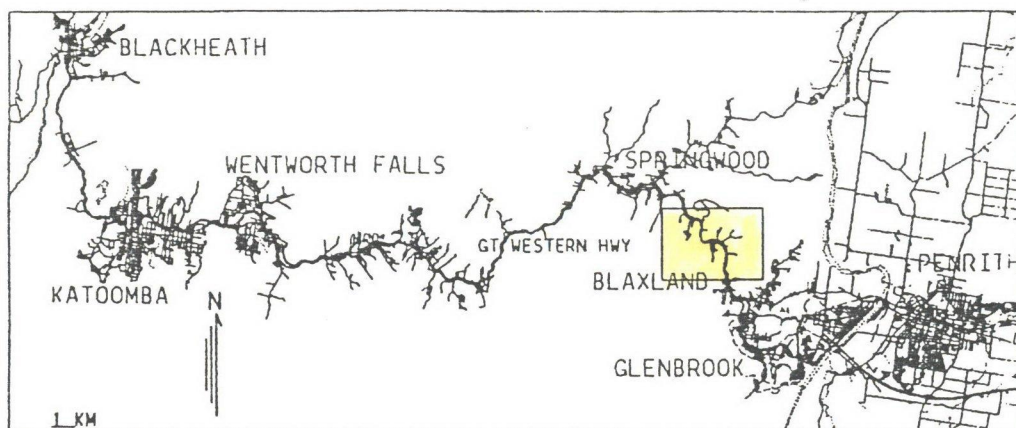 BLACKHEATH
WENTWORTH FALLS
SPRINGWOOD
GT WESTERN HWY
BLAXLAND
PENRITH
KATOOMBA
N
GLENBROOK
1 KM